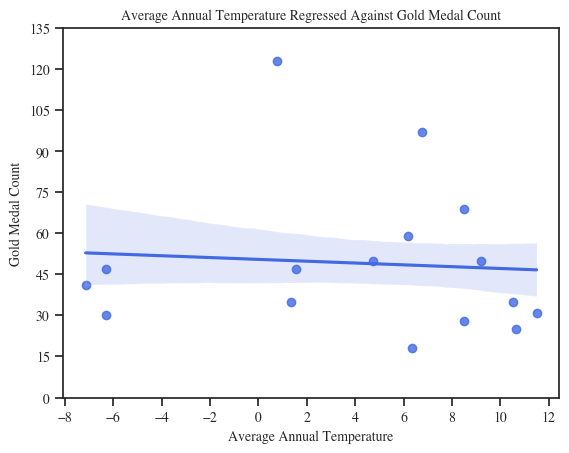 Average Annual Temperature Regressed Against Gold Medal Count
135
120
105
90
75
60
45
30
15
0
Gold Medal Count
−8 −6 −4 −2 0 2 4 6 8 10 12
Average Annual Temperature